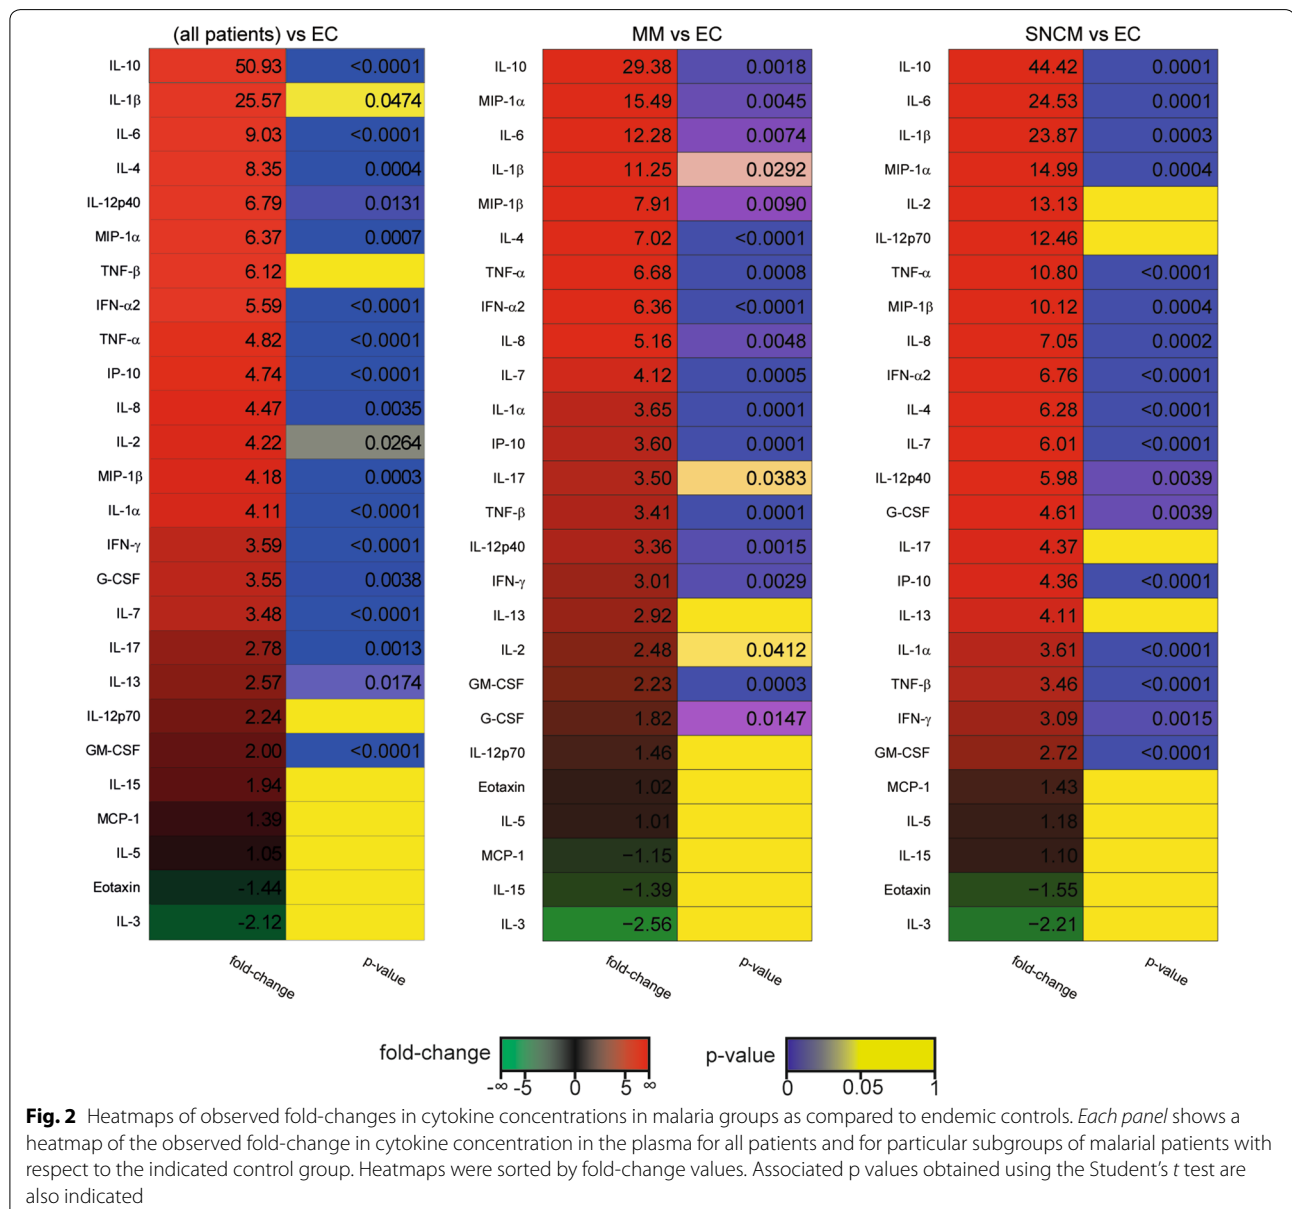 (all patients) vs EC
IL-10 50.93 <0.0001
IL-1β 25.57 0.0474
IL-6 9.03 <0.0001
IL-4 8.35 0.0004
IL-12p40 6.79 0.0131
MIP-1α 6.37 0.0007
TNF-β 6.12
IFN-α2 5.59 <0.0001
TNF-α 4.82 <0.0001
IP-10 4.74 <0.0001
IL-8 4.47 0.0035
IL-2 4.22 0.0264
MIP-1β 4.18 0.0003
IL-1α 4.11 <0.0001
IFN-γ 3.59 <0.0001
G-CSF 3.55 0.0038
IL-7 3.48 <0.0001
IL-17 2.78 0.0013
IL-13 2.57 0.0174
IL-12p70 2.24
GM-CSF 2.00 <0.0001
IL-15 1.94
MCP-1 1.39
IL-5 1.05
Eotaxin -1.44
IL-3 -2.12
fold-change p-value
MM vs EC
IL-10 29.38 0.0018
MIP-1α 15.49 0.0045
IL-6 12.28 0.0074
IL-1β 11.25 0.0292
MIP-1β 7.91 0.0090
IL-4 7.02 <0.0001
TNF-α 6.68 0.0008
IFN-α2 6.36 <0.0001
IL-8 5.16 0.0048
IL-7 4.12 0.0005
IL-1α 3.65 0.0001
IP-10 3.60 0.0001
IL-17 3.50 0.0383
TNF-β 3.41 0.0001
IL-12p40 3.36 0.0015
IFN-γ 3.01 0.0029
IL-13 2.92
IL-2 2.48 0.0412
GM-CSF 2.23 0.0003
G-CSF 1.82 0.0147
IL-12p70 1.46
Eotaxin 1.02
IL-5 1.01
MCP-1 −1.15
IL-15 −1.39
IL-3 −2.56
fold-change p-value
SNCM vs EC
IL-10 44.42 0.0001
IL-6 24.53 0.0001
IL-1β 23.87 0.0003
MIP-1α 14.99 0.0004
IL-2 13.13
IL-12p70 12.46
TNF-α 10.80 <0.0001
MIP-1β 10.12 0.0004
IL-8 7.05 0.0002
IFN-α2 6.76 <0.0001
IL-4 6.28 <0.0001
IL-7 6.01 <0.0001
IL-12p40 5.98 0.0039
G-CSF 4.61 0.0039
IL-17 4.37
IP-10 4.36 <0.0001
IL-13 4.11
IL-1α 3.61 <0.0001
TNF-β 3.46 <0.0001
IFN-γ 3.09 0.0015
GM-CSF 2.72 <0.0001
MCP-1 1.43
IL-5 1.18
IL-15 1.10
Eotaxin −1.55
IL-3 −2.21
fold-change p-value
fold-change
-∞ -5 0 5 ∞
p-value
0 0.05 1
Fig. 2 Heatmaps of observed fold-changes in cytokine concentrations in malaria groups as compared to endemic controls. Each panel shows a
heatmap of the observed fold-change in cytokine concentration in the plasma for all patients and for particular subgroups of malarial patients with
respect to the indicated control group. Heatmaps were sorted by fold-change values. Associated p values obtained using the Student’s t test are
also indicated